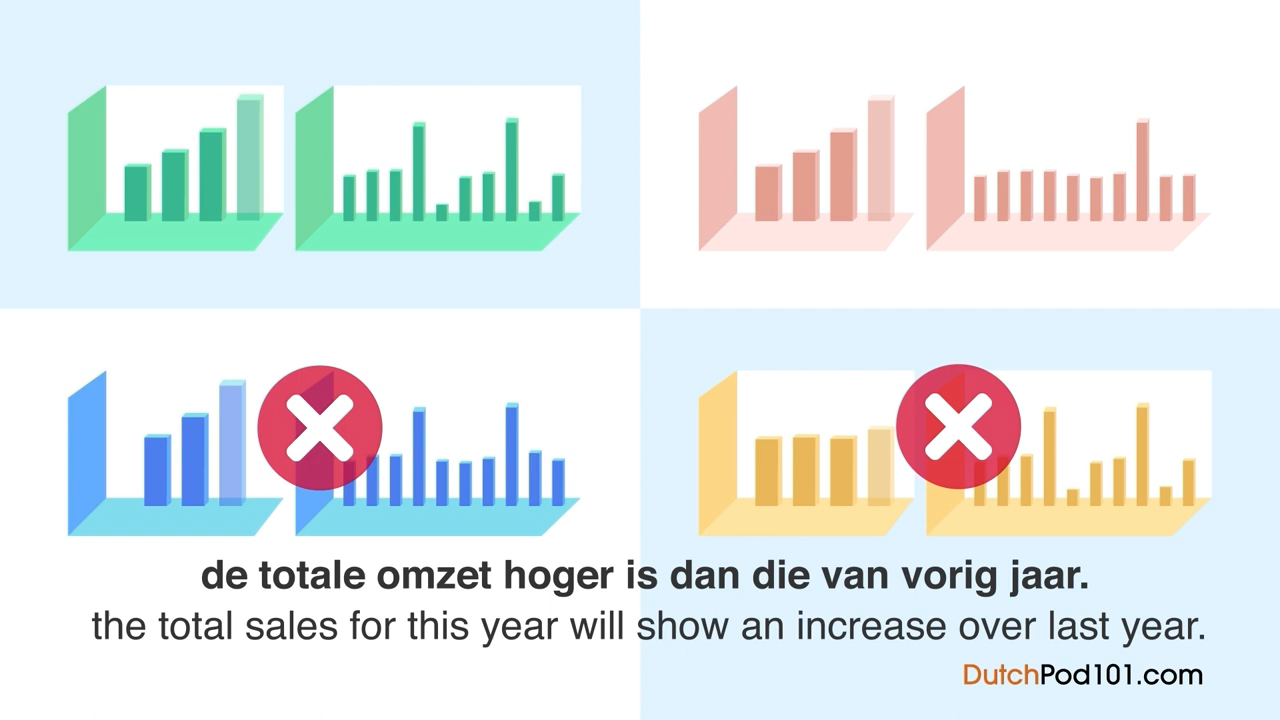 de totale omzet hoger is dan die van vorig jaar.
the total sales for this year will show an increase over last year.
DutchPod101.com